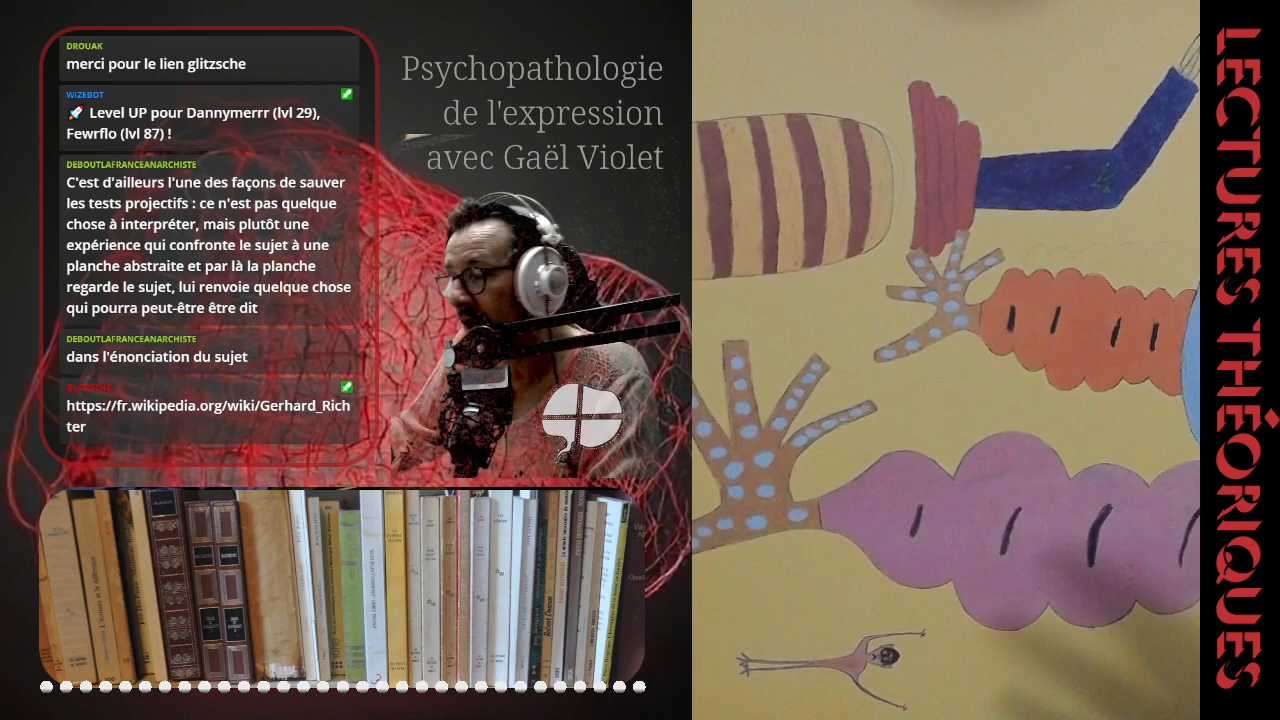 DROUAK
merci pour le lien glitzsche
WIZEBOT
🚀 Level UP pour Dannymerrr (lvl 29),
Fewrflo (lvl 87) !
DEBOUTLAFRANCEANARCHISTE
C'est d'ailleurs l'une des façons de sauver
les tests projectifs : ce n'est pas quelque
chose à interpréter, mais plutôt une
expérience qui confronte le sujet à une
planche abstraite et par là la planche
regarde le sujet, lui renvoie quelque chose
qui pourra peut-être être dit
DEBOUTLAFRANCEANARCHISTE
dans l'énonciation du sujet
GLITZSCHE
https://fr.wikipedia.org/wiki/Gerhard_Rich
ter
Psychopathologie
de l'expression
avec Gaël Violet
LECTURES THÉORIQUES